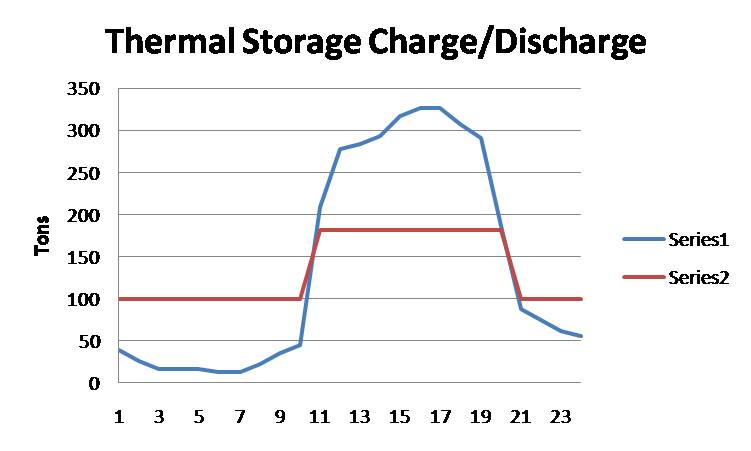 Thermal Storage Charge/Discharge
350
300
250
200
150
100
50
0
Tons
1 3 5 7 9 11 13 15 17 19 21 23
Series1
Series2